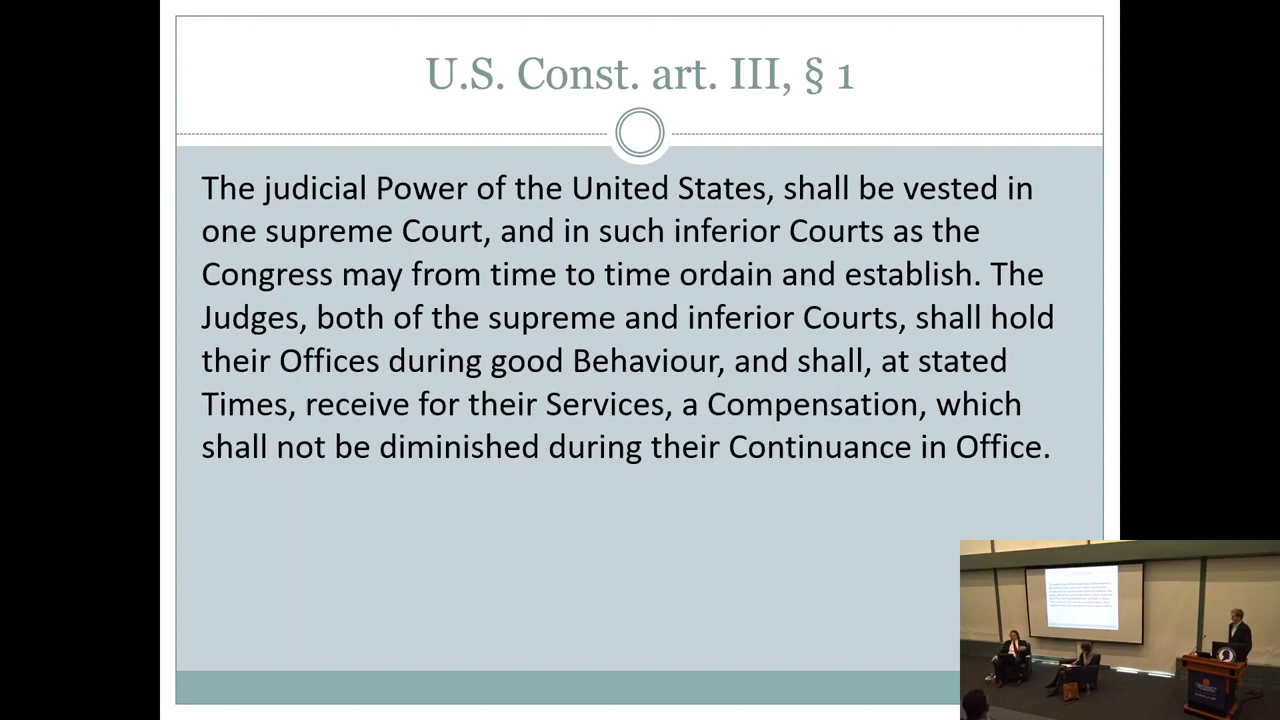 U.S. Const. art. III, § 1
The judicial Power of the United States, shall be vested in
one supreme Court, and in such inferior Courts as the
Congress may from time to time ordain and establish. The
Judges, both of the supreme and inferior Courts, shall hold
their Offices during good Behaviour, and shall, at stated
Times, receive for their Services, a Compensation, which
shall not be diminished during their Continuance in Office.